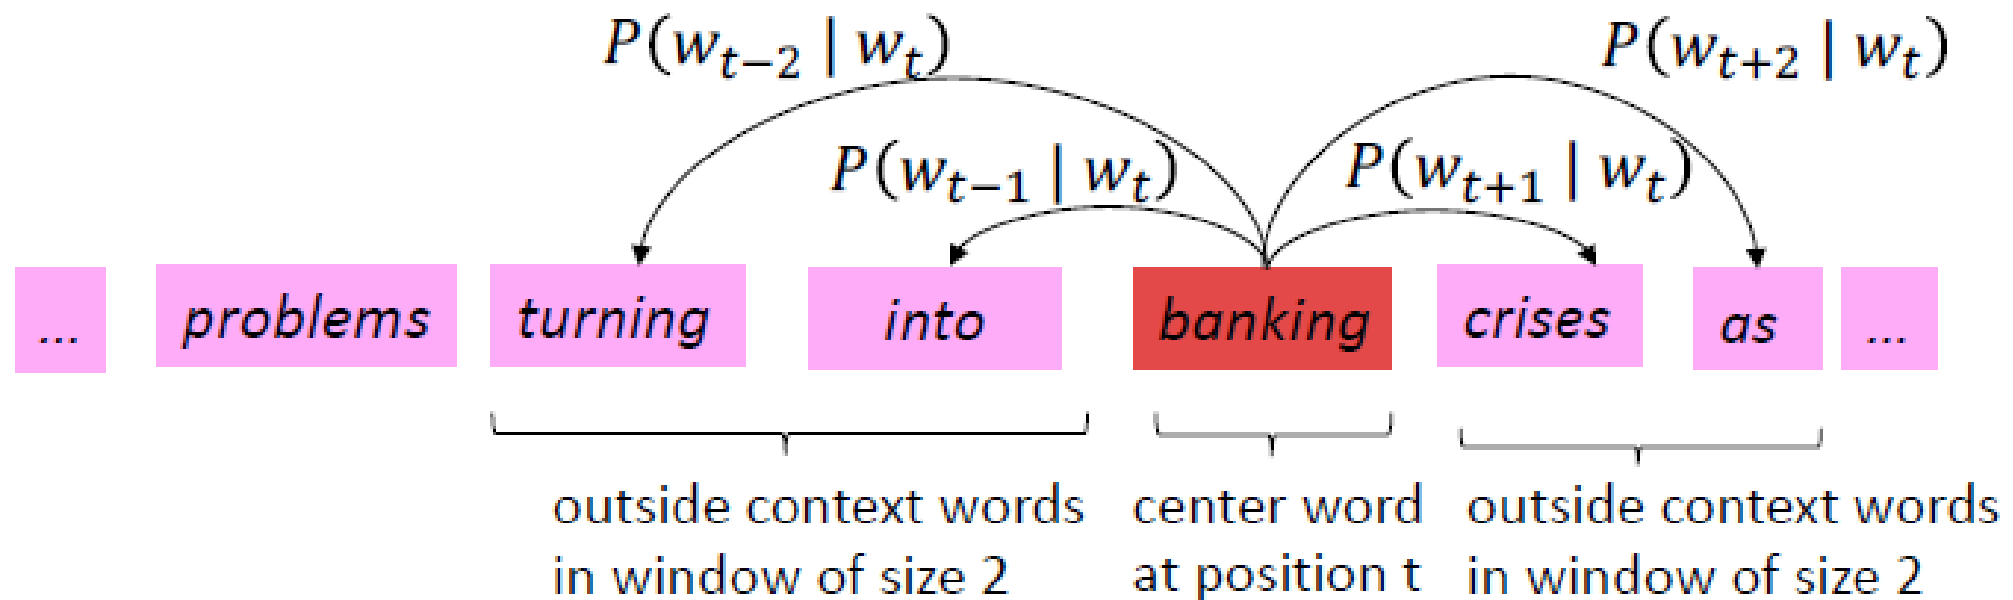 P(w_{t−2} | w_t) P(w_{t+2} | w_t)
P(w_{t−1} | w_t) P(w_{t+1} | w_t)
... problems turning into banking crises as ...
outside context words center word outside context words
in window of size 2 at position t in window of size 2